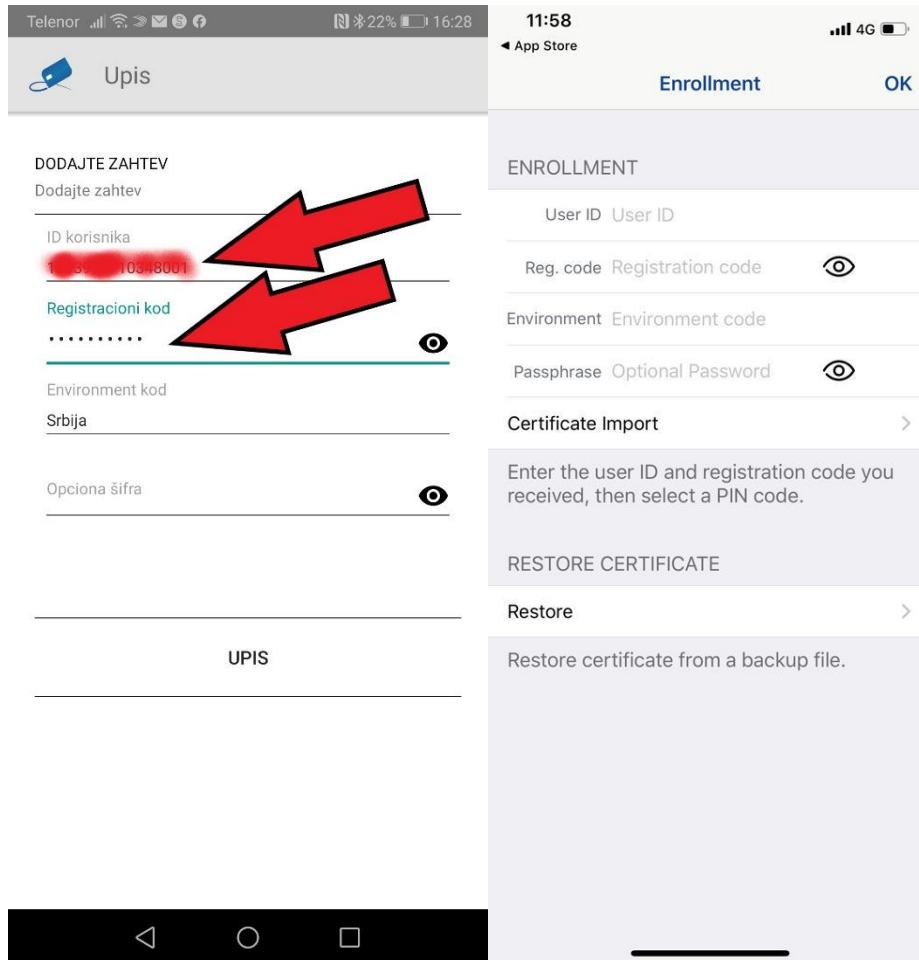 Telenor 22% 16:28
Upis
DODAJTE ZAHTEV
Dodajte zahtev
ID korisnika
10348001
Registracioni kod
••••••••••
Environment kod
Srbija
Opciona šifra
UPIS
11:58 4G
◀ App Store
Enrollment OK
ENROLLMENT
User ID User ID
Reg. code Registration code
Environment Environment code
Passphrase Optional Password
Certificate Import >
Enter the user ID and registration code you
received, then select a PIN code.
RESTORE CERTIFICATE
Restore >
Restore certificate from a backup file.